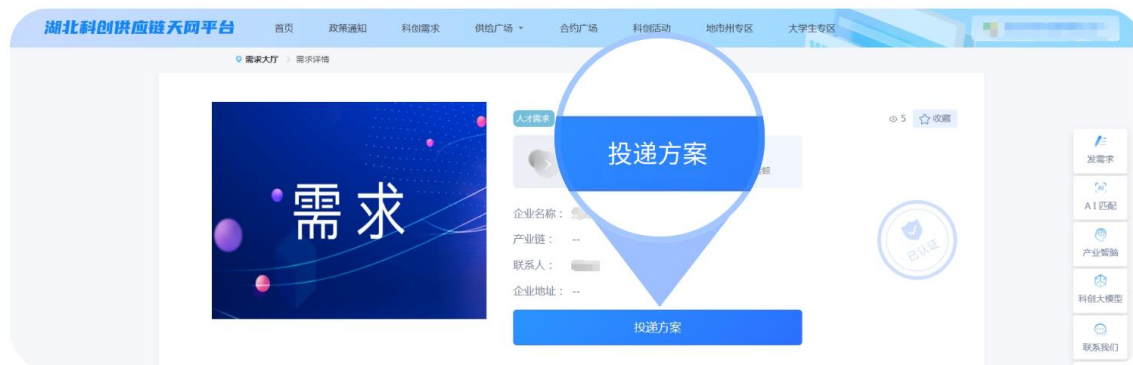 湖北科创供应链天网平台 首页 政策通知 科创需求 供给广场 合约广场 科创活动 地市州专区 大学生专区
需求大厅 > 需求详情
人才需求
5 收藏
投递方案
需求
企业名称：
产业链： --
联系人：
企业地址： --
投递方案
已认证
发需求
AI
AI匹配
产业智脑
科创大模型
联系我们